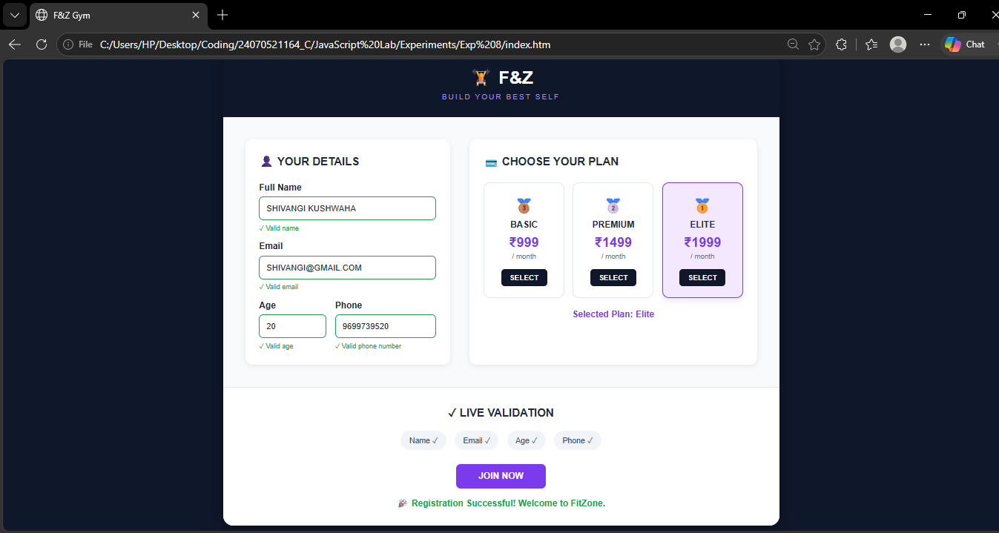 F&Z Gym
File C:/Users/HP/Desktop/Coding/24070521164_C/JavaScript%20Lab/Experiments/Exp%208/index.htm
Chat
F&Z
BUILD YOUR BEST SELF
YOUR DETAILS
Full Name
SHIVANGI KUSHWAHA
✓ Valid name
Email
SHIVANGI@GMAIL.COM
✓ Valid email
Age Phone
20 9699739520
✓ Valid age ✓ Valid phone number
CHOOSE YOUR PLAN
3 2 1
BASIC PREMIUM ELITE
₹999 ₹1499 ₹1999
/ month / month / month
SELECT SELECT SELECT
Selected Plan: Elite
✓ LIVE VALIDATION
Name ✓ Email ✓ Age ✓ Phone ✓
JOIN NOW
🎉 Registration Successful! Welcome to FitZone.